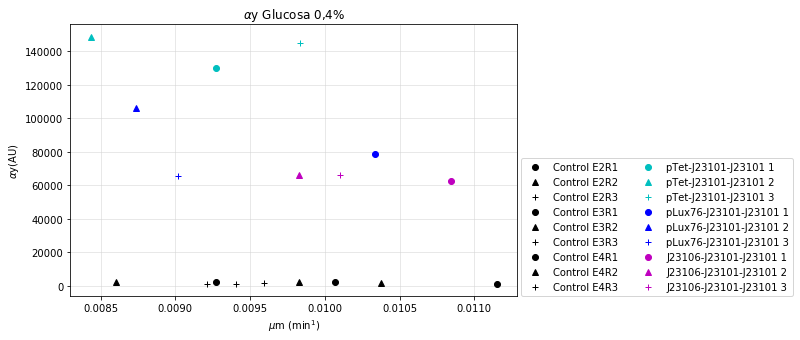 αy Glucosa 0,4%
αy(AU)
140000
120000
100000
80000
60000
40000
20000
0
0.0085 0.0090 0.0095 0.0100 0.0105 0.0110
μm (min¹)
Control E2R1 pTet-J23101-J23101 1
Control E2R2 pTet-J23101-J23101 2
Control E2R3 pTet-J23101-J23101 3
Control E3R1 pLux76-J23101-J23101 1
Control E3R2 pLux76-J23101-J23101 2
Control E3R3 pLux76-J23101-J23101 3
Control E4R1 J23106-J23101-J23101 1
Control E4R2 J23106-J23101-J23101 2
Control E4R3 J23106-J23101-J23101 3